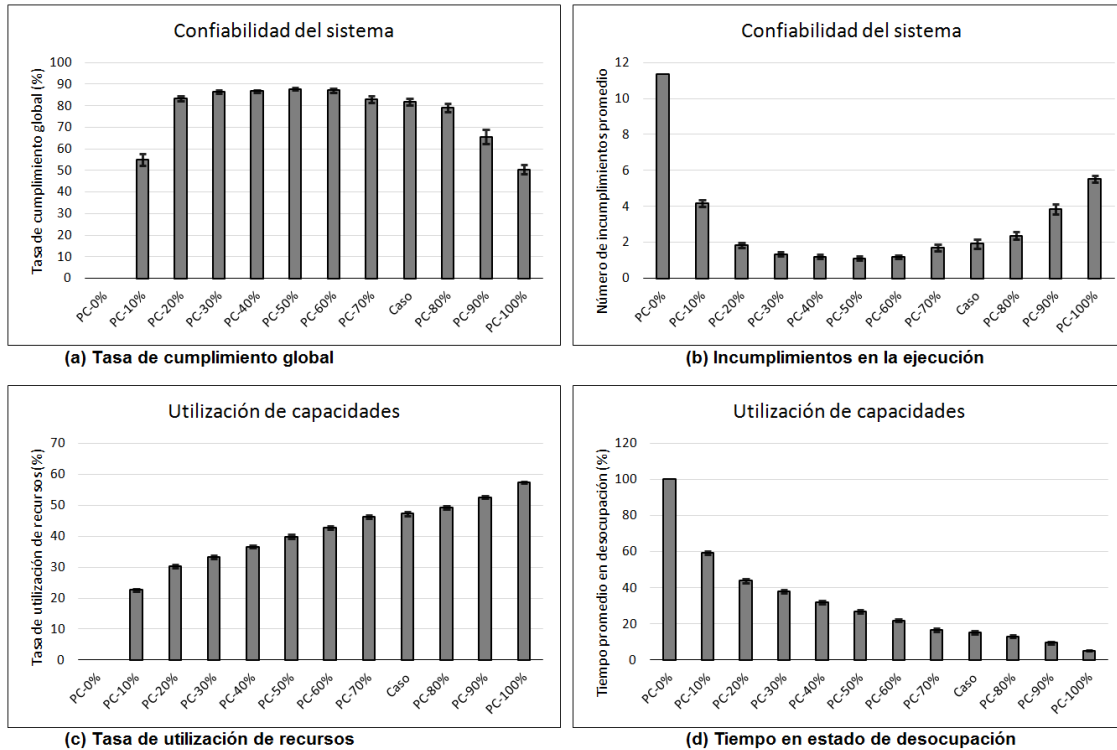 Confiabilidad del sistema
Tasa de cumplimiento global (%)
100
90
80
70
60
50
40
30
20
10
0
PC-0%
PC-10%
PC-20%
PC-30%
PC-40%
PC-50%
PC-60%
PC-70%
Caso
PC-80%
PC-90%
PC-100%
(a) Tasa de cumplimiento global
Confiabilidad del sistema
Número de incumplimientos promedio
12
10
8
6
4
2
0
PC-0%
PC-10%
PC-20%
PC-30%
PC-40%
PC-50%
PC-60%
PC-70%
Caso
PC-80%
PC-90%
PC-100%
(b) Incumplimientos en la ejecución
Utilización de capacidades
Tasa de utilización de recursos (%)
70
60
50
40
30
20
10
0
PC-0%
PC-10%
PC-20%
PC-30%
PC-40%
PC-50%
PC-60%
PC-70%
Caso
PC-80%
PC-90%
PC-100%
(c) Tasa de utilización de recursos
Utilización de capacidades
Tiempo promedio en desocupación (%)
120
100
80
60
40
20
0
PC-0%
PC-10%
PC-20%
PC-30%
PC-40%
PC-50%
PC-60%
PC-70%
Caso
PC-80%
PC-90%
PC-100%
(d) Tiempo en estado de desocupación